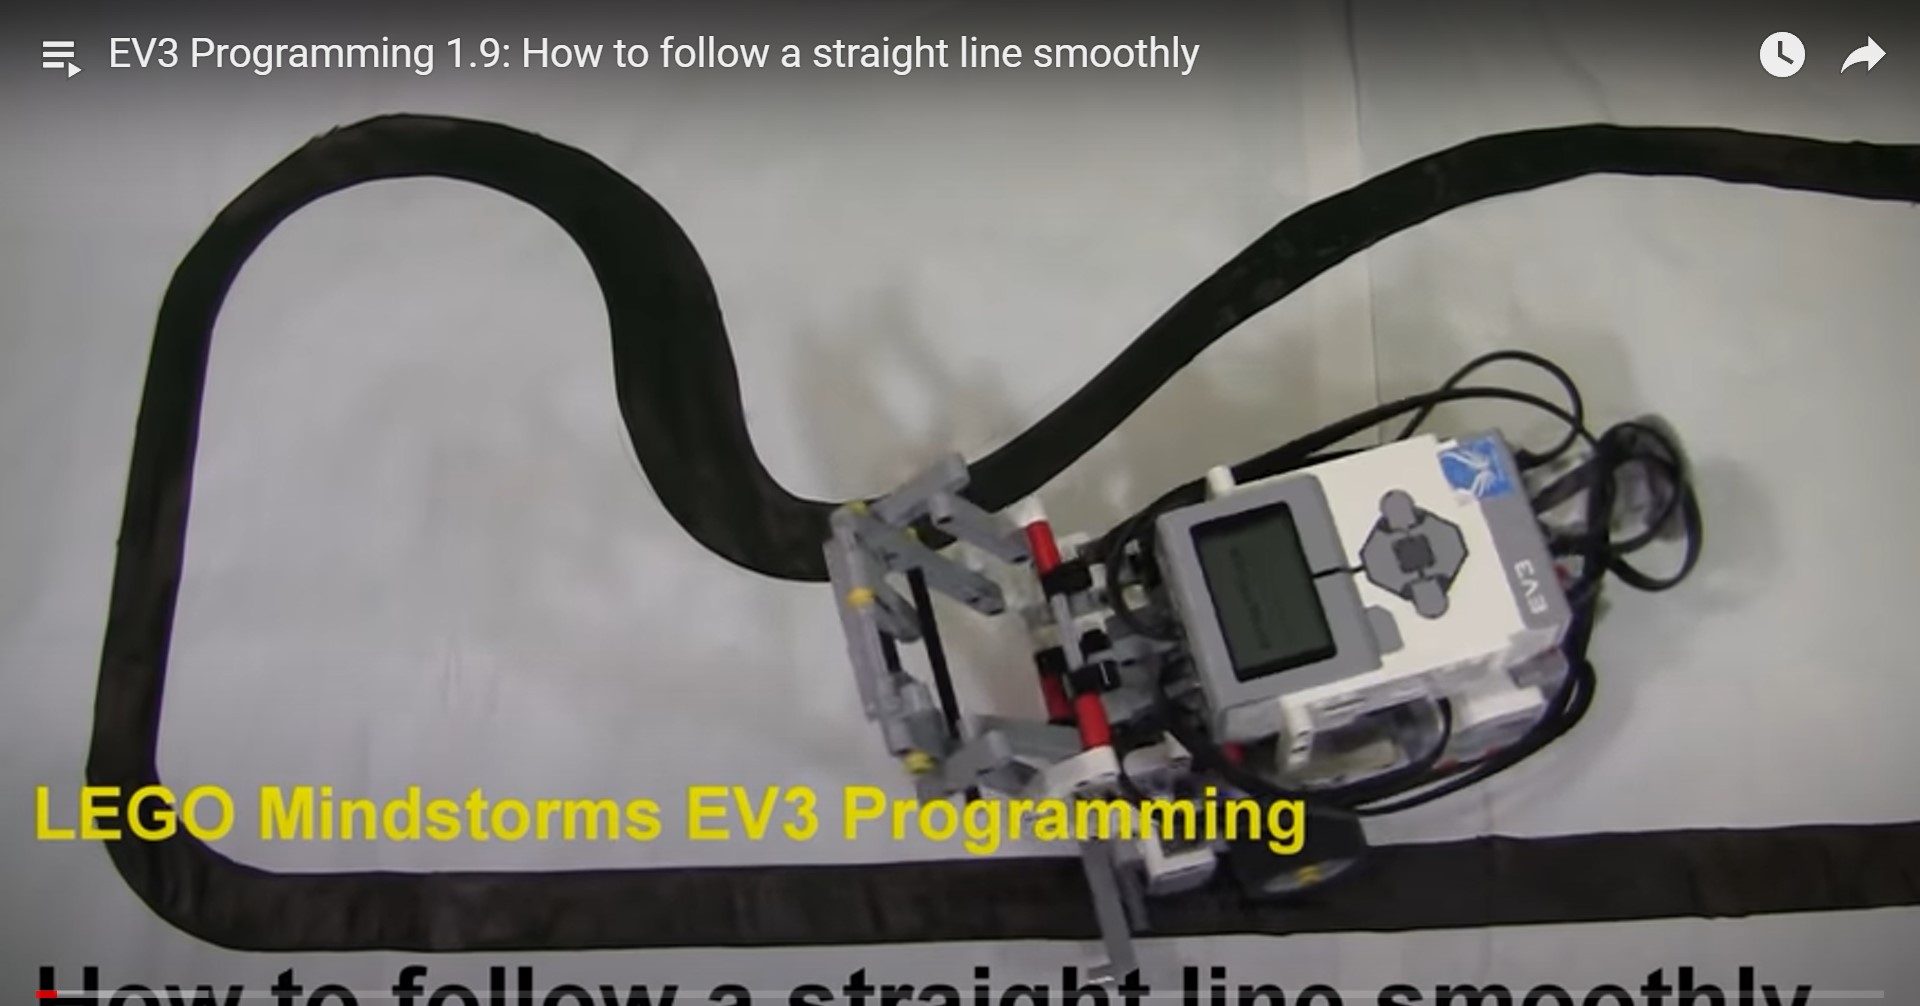 EV3 Programming 1.9: How to follow a straight line smoothly
EV3
LEGO Mindstorms EV3 Programming
How to follow a straight line smoothly